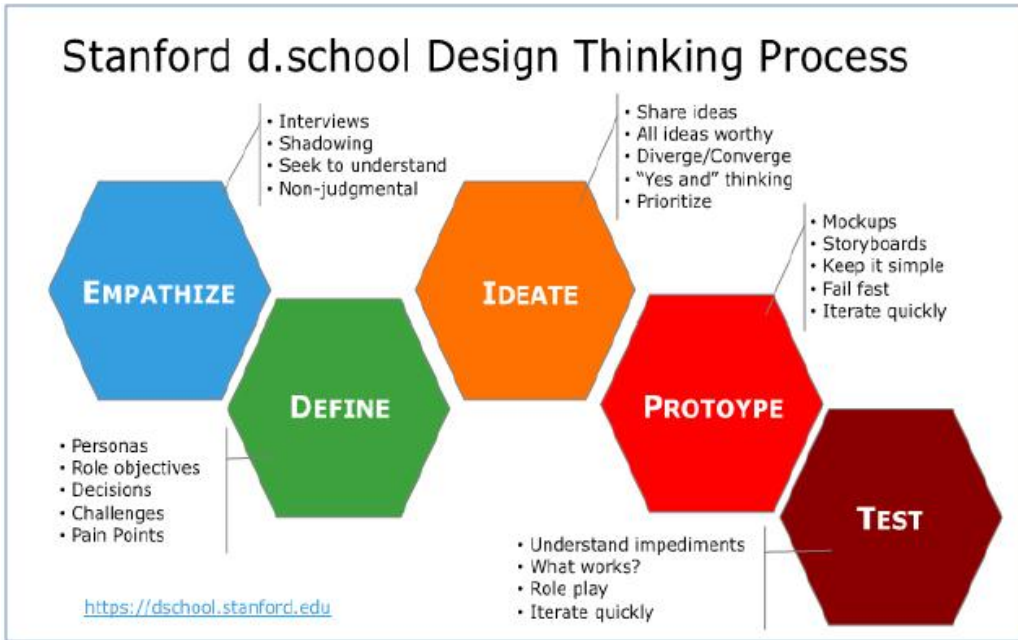 Stanford d.school Design Thinking Process
• Interviews
• Shadowing
• Seek to understand
• Non-judgmental
EMPATHIZE
• Personas
• Role objectives
• Decisions
• Challenges
• Pain Points
DEFINE
• Share ideas
• All ideas worthy
• Diverge/Converge
• “Yes and” thinking
• Prioritize
IDEATE
• Mockups
• Storyboards
• Keep it simple
• Fail fast
• Iterate quickly
PROTOYPE
• Understand impediments
• What works?
• Role play
• Iterate quickly
TEST
https://dschool.stanford.edu